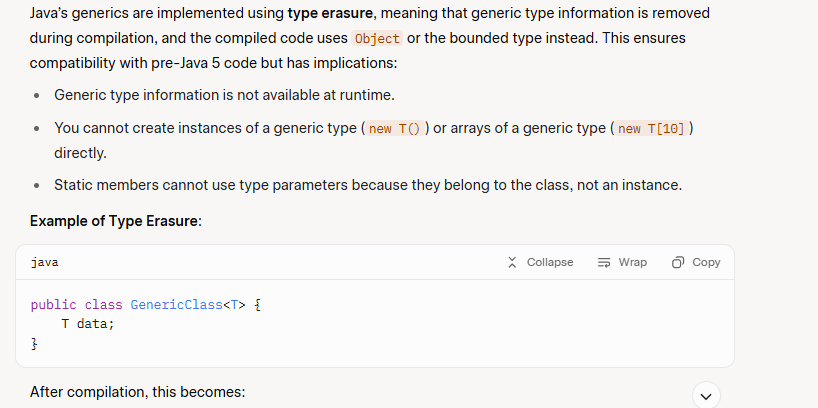 Java's generics are implemented using type erasure, meaning that generic type information is removed
during compilation, and the compiled code uses Object or the bounded type instead. This ensures
compatibility with pre-Java 5 code but has implications:
• Generic type information is not available at runtime.
• You cannot create instances of a generic type ( new T() ) or arrays of a generic type ( new T[10] )
directly.
• Static members cannot use type parameters because they belong to the class, not an instance.
Example of Type Erasure:
java Collapse Wrap Copy
public class GenericClass<T> {
    T data;
}
After compilation, this becomes: